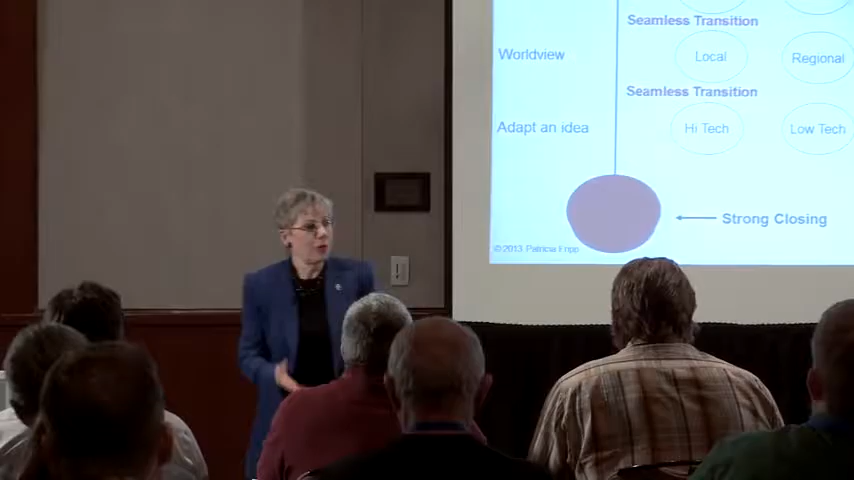 Seamless Transition
Worldview
Local
Regional
Seamless Transition
Adapt an idea
Hi Tech
Low Tech
Strong Closing
©2013 Patricia Fripp